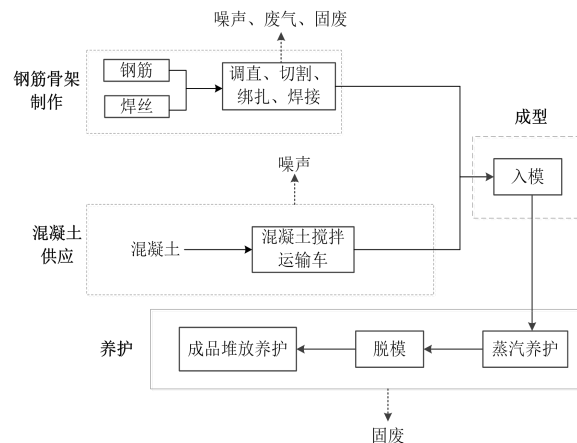 噪声、废气、固废
钢筋骨架
制作
钢筋
焊丝
调直、切割、
绑扎、焊接
成型
入模
噪声
混凝土
供应
混凝土
混凝土搅拌
运输车
养护
成品堆放养护
脱模
蒸汽养护
固废